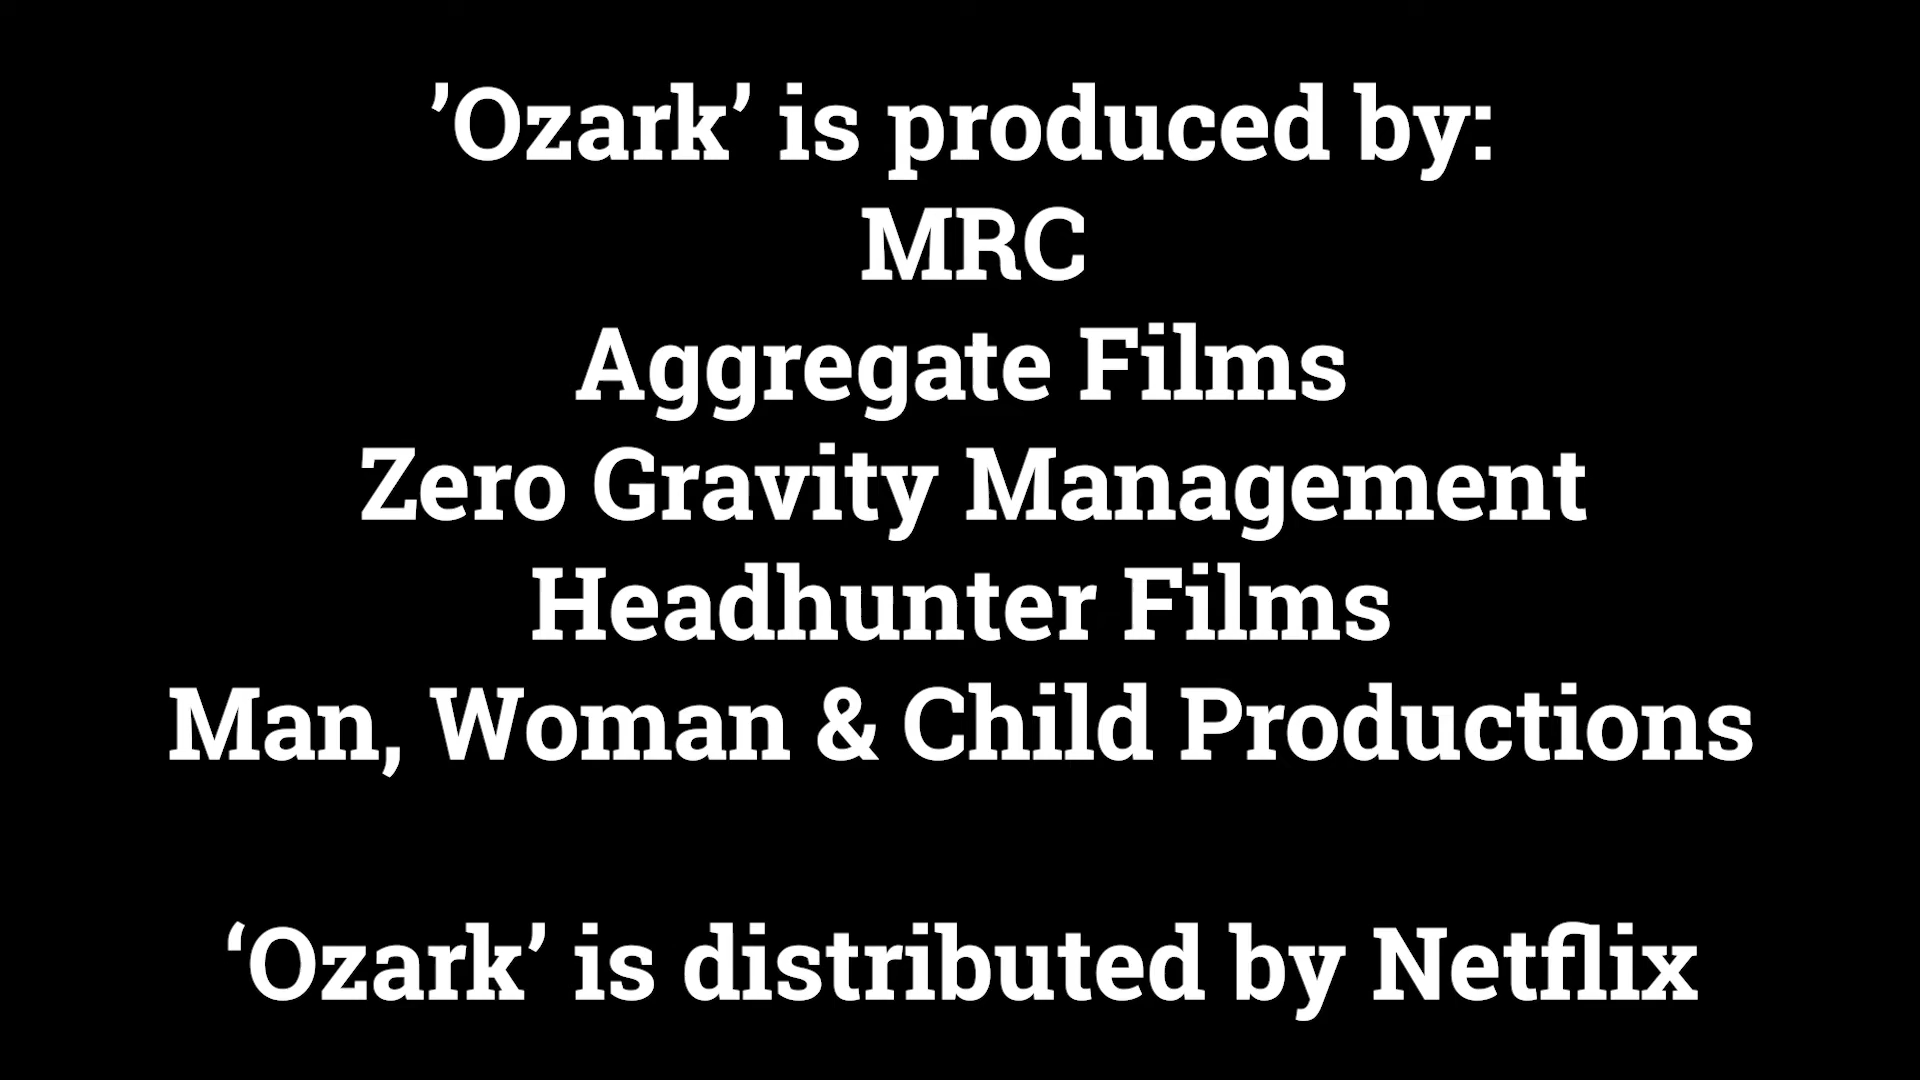 ’Ozark’ is produced by:
MRC
Aggregate Films
Zero Gravity Management
Headhunter Films
Man, Woman & Child Productions
‘Ozark’ is distributed by Netflix